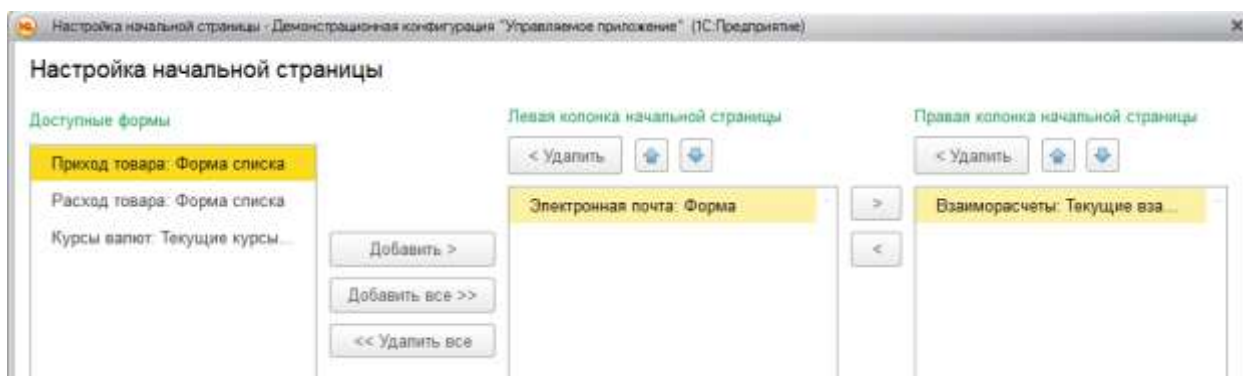 Настройка начальной страницы - Демонстрационная конфигурация "Управляемое приложение" (1С:Предприятие)
Настройка начальной страницы
Доступные формы
Приход товара: Форма списка
Расход товара: Форма списка
Курсы валют: Текущие курсы...
Добавить >
Добавить все >>
<< Удалить все
Левая колонка начальной страницы
< Удалить
Электронная почта: Форма
>
<
Правая колонка начальной страницы
< Удалить
Взаиморасчеты: Текущие вза...